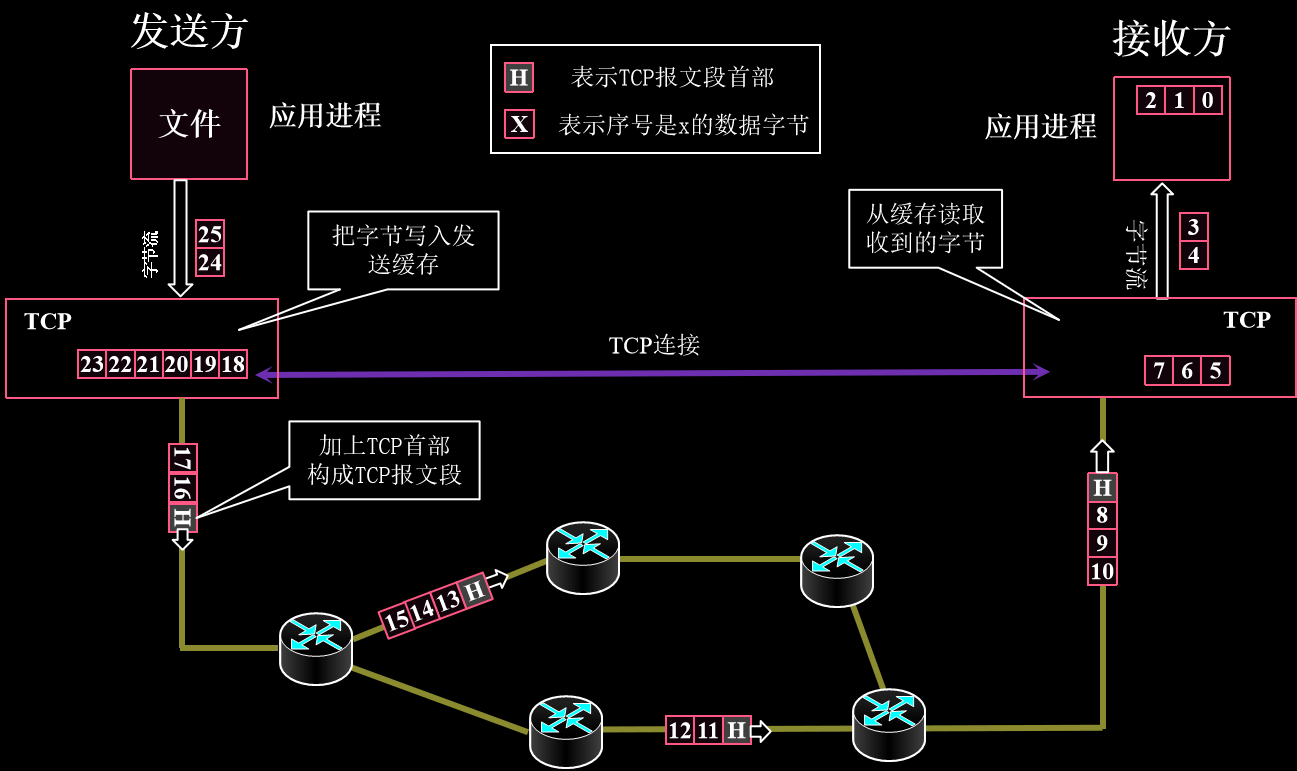 发送方
接收方
文件
应用进程
H 表示TCP报文段首部
X 表示序号是x的数据字节
应用进程
2 1 0
字节流
25
24
把字节写入发
送缓存
从缓存读取
收到的字节
字节流
3
4
TCP
23 22 21 20 19 18
TCP连接
TCP
7 6 5
17 16 H
加上TCP首部
构成TCP报文段
H
8
9
10
15 14 13 H
12 11 H